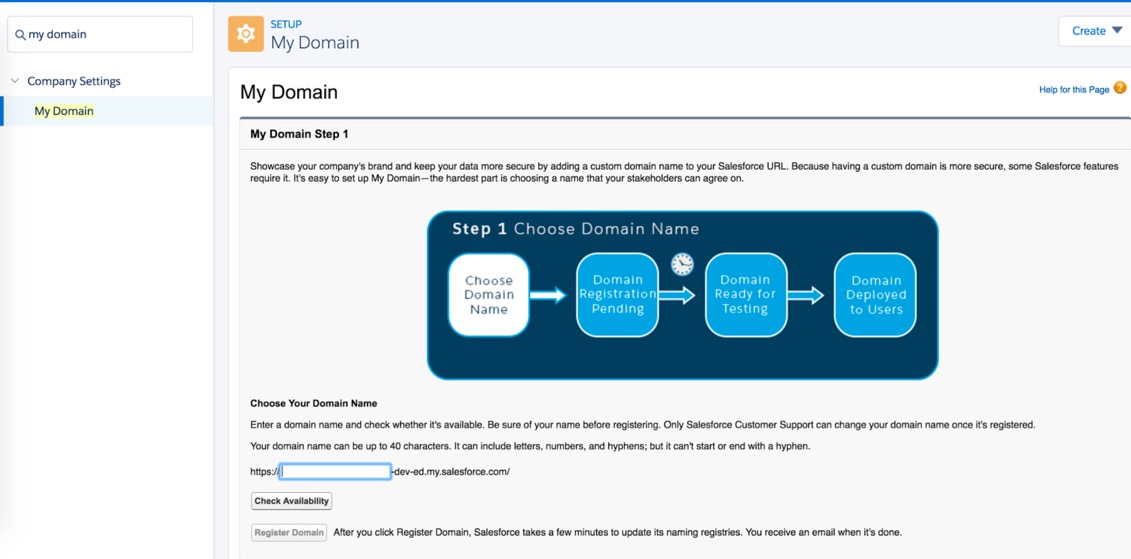 my domain
Company Settings
My Domain
SETUP
My Domain
Create
My Domain
Help for this Page ?
My Domain Step 1
Showcase your company's brand and keep your data more secure by adding a custom domain name to your Salesforce URL. Because having a custom domain is more secure, some Salesforce features
require it. It's easy to set up My Domain—the hardest part is choosing a name that your stakeholders can agree on.
Step 1 Choose Domain Name
Choose
Domain
Name
Domain
Registration
Pending
Domain
Ready for
Testing
Domain
Deployed
to Users
Choose Your Domain Name
Enter a domain name and check whether it's available. Be sure of your name before registering. Only Salesforce Customer Support can change your domain name once it's registered.
Your domain name can be up to 40 characters. It can include letters, numbers, and hyphens; but it can't start or end with a hyphen.
https:// -dev-ed.my.salesforce.com/
Check Availability
Register Domain After you click Register Domain, Salesforce takes a few minutes to update its naming registries. You receive an email when it's done.